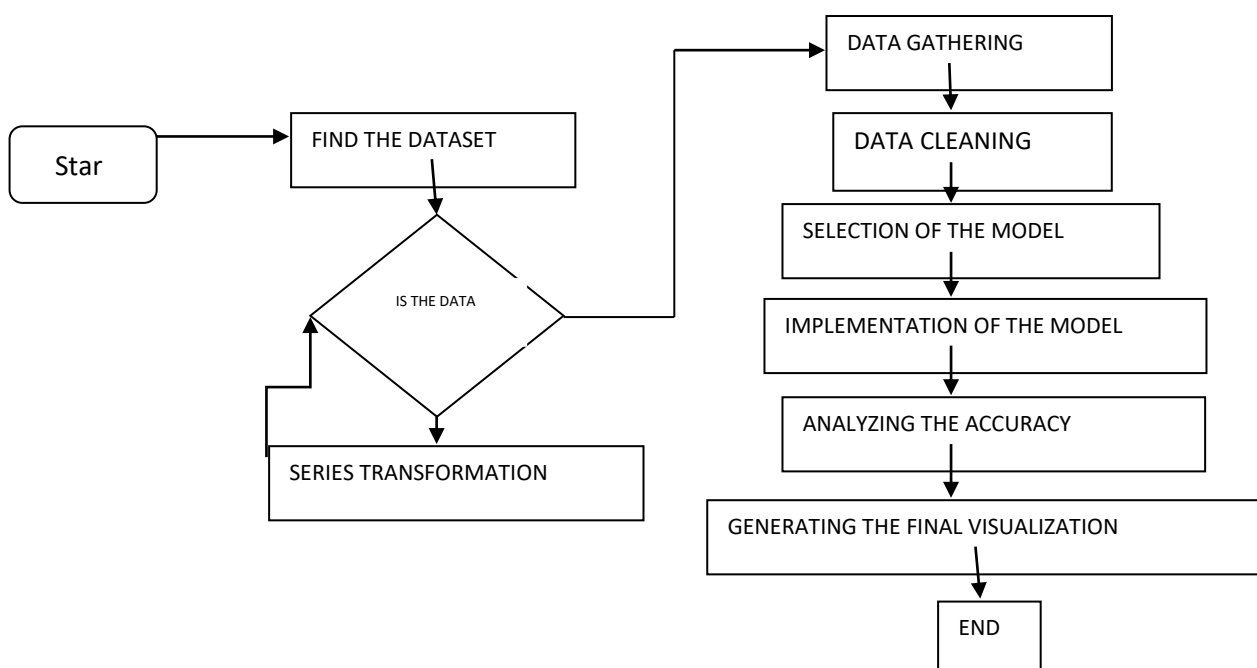 Star
FIND THE DATASET
IS THE DATA
SERIES TRANSFORMATION
DATA GATHERING
DATA CLEANING
SELECTION OF THE MODEL
IMPLEMENTATION OF THE MODEL
ANALYZING THE ACCURACY
GENERATING THE FINAL VISUALIZATION
END